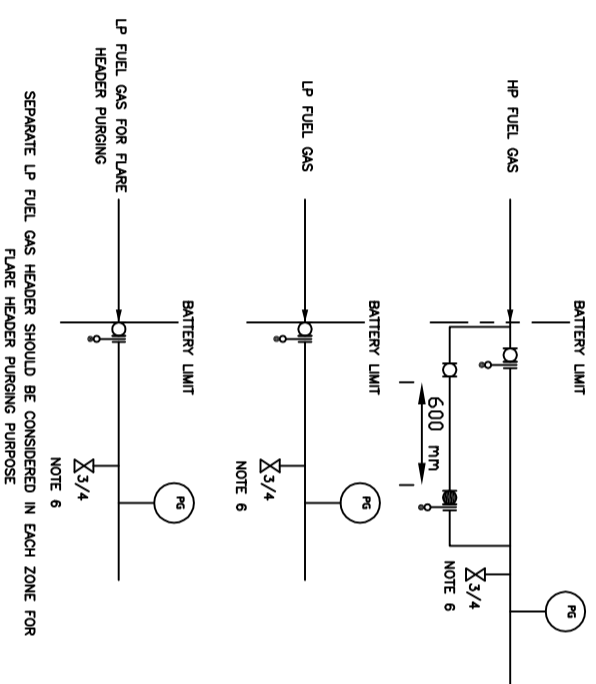 HP FUEL GAS
BATTERY LIMIT
600 mm
3/4
NOTE 6
PG
LP FUEL GAS
BATTERY LIMIT
3/4
NOTE 6
PG
LP FUEL GAS FOR FLARE
HEADER PURGING
BATTERY LIMIT
3/4
NOTE 6
PG
SEPARATE LP FUEL GAS HEADER SHOULD BE CONSIDERED IN EACH ZONE FOR
FLARE HEADER PURGING PURPOSE